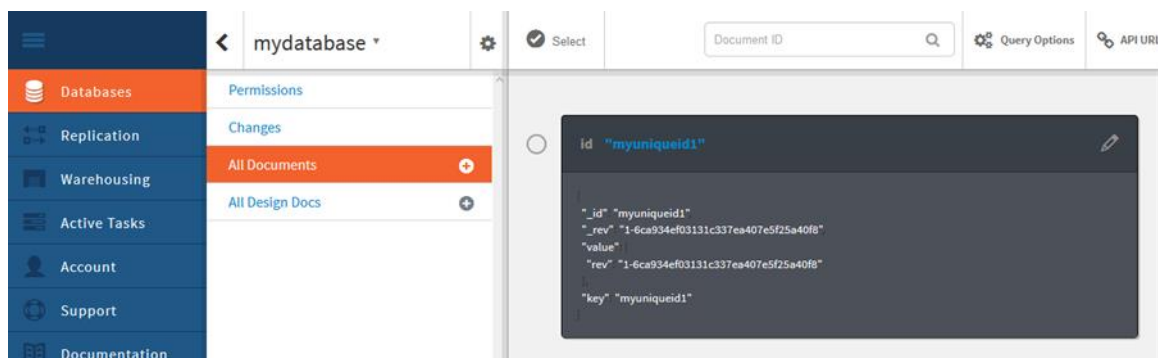 mydatabase
Select
Document ID
Query Options
API URL
Databases
Replication
Warehousing
Active Tasks
Account
Support
Documentation
Permissions
Changes
All Documents
All Design Docs
id "myuniqueid1"
"_id" "myuniqueid1"
"_rev" "1-6ca934ef03131c337ea407e5f25a40f8"
"value"
"rev" "1-6ca934ef03131c337ea407e5f25a40f8"
"key" "myuniqueid1"